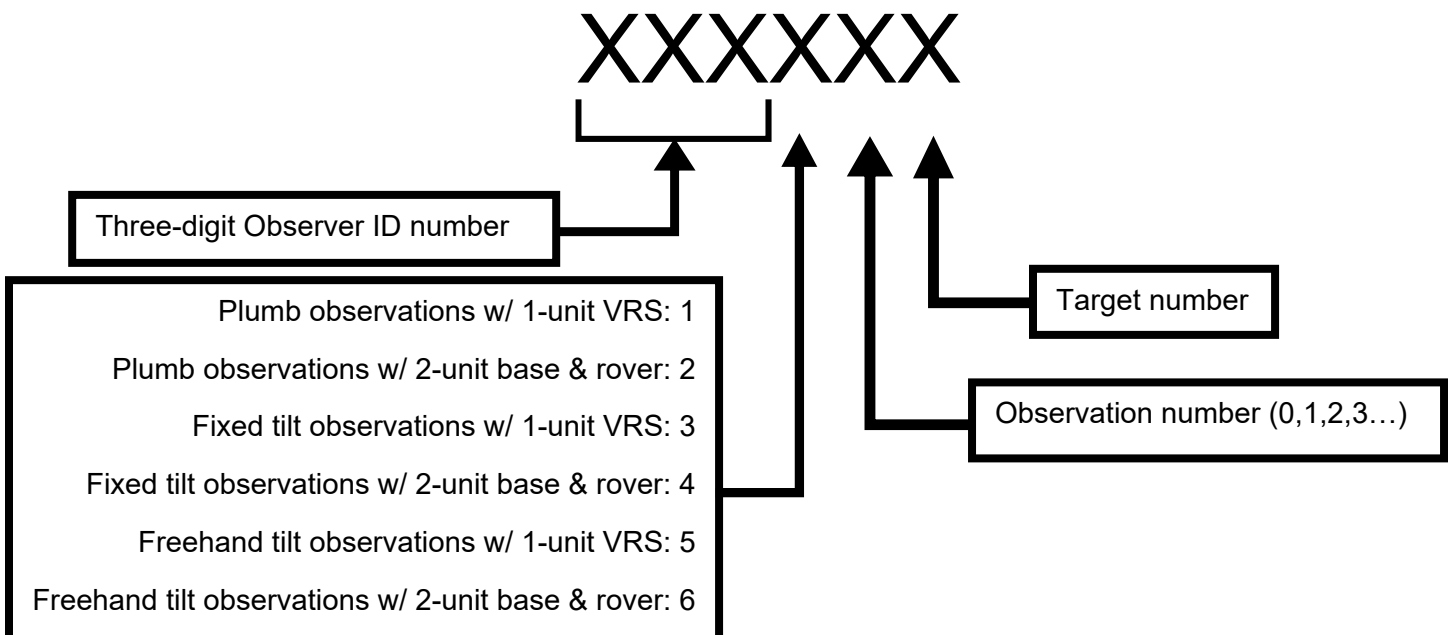 XXXXXX
Three-digit Observer ID number
Plumb observations w/ 1-unit VRS: 1
Plumb observations w/ 2-unit base & rover: 2
Fixed tilt observations w/ 1-unit VRS: 3
Fixed tilt observations w/ 2-unit base & rover: 4
Freehand tilt observations w/ 1-unit VRS: 5
Freehand tilt observations w/ 2-unit base & rover: 6
Target number
Observation number (0,1,2,3…)